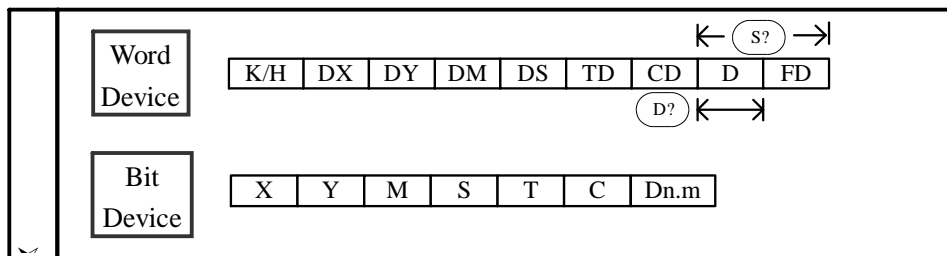 S?
Word
Device
K/H DX DY DM DS TD CD D FD
D?
Bit
Device
X Y M S T C Dn.m